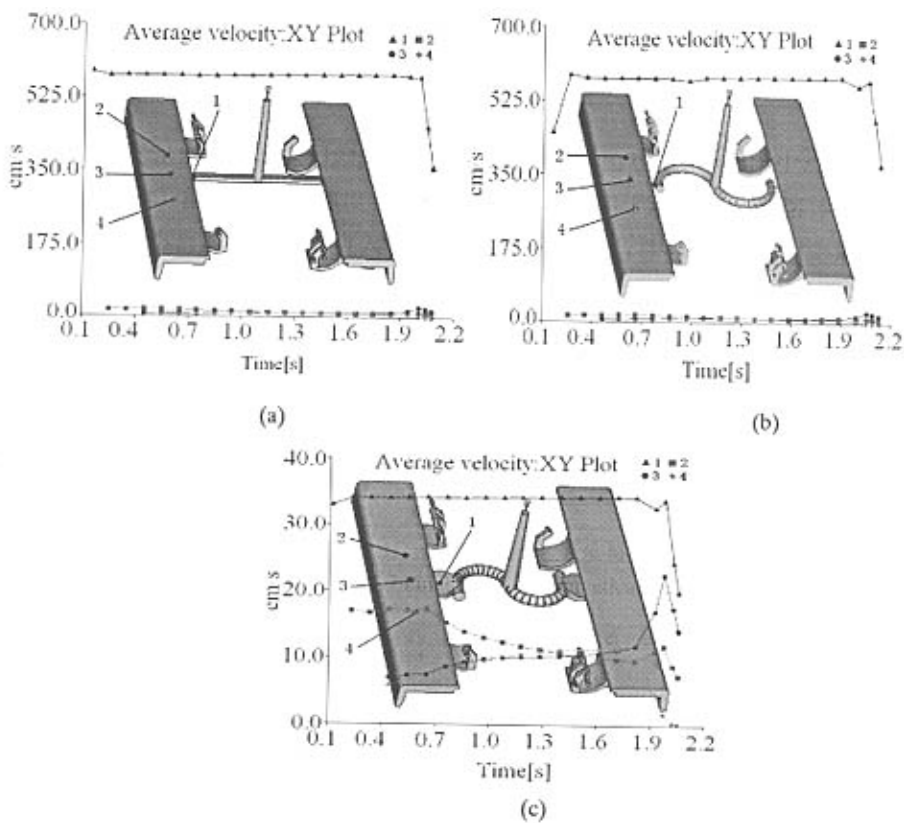 700.0
Average velocity:XY Plot
▲ 1 ■ 2
● 3 ◆ 4
525.0
350.0
175.0
0.0
cm/s
1
2
3
4
0.1 0.4 0.7 1.0 1.3 1.6 1.9 2.2
Time[s]
(a)
700.0
Average velocity:XY Plot
▲ 1 ■ 2
● 3 ◆ 4
525.0
350.0
175.0
0.0
cm/s
1
2
3
4
0.1 0.4 0.7 1.0 1.3 1.6 1.9 2.2
Time[s]
(b)
40.0
Average velocity:XY Plot
▲ 1 ■ 2
● 3 ◆ 4
30.0
20.0
10.0
0.0
cm/s
1
2
3
4
0.1 0.4 0.7 1.0 1.3 1.6 1.9 2.2
Time[s]
(c)